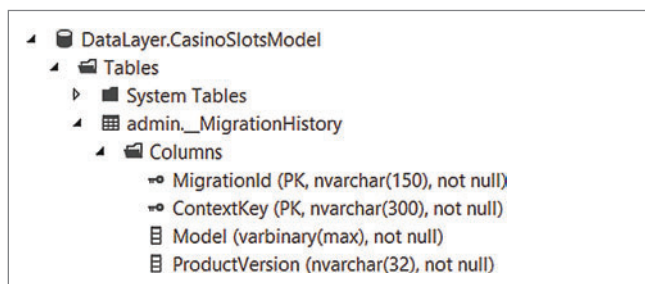 DataLayer.CasinoSlotsModel
Tables
System Tables
admin.__MigrationHistory
Columns
MigrationId (PK, nvarchar(150), not null)
ContextKey (PK, nvarchar(300), not null)
Model (varbinary(max), not null)
ProductVersion (nvarchar(32), not null)